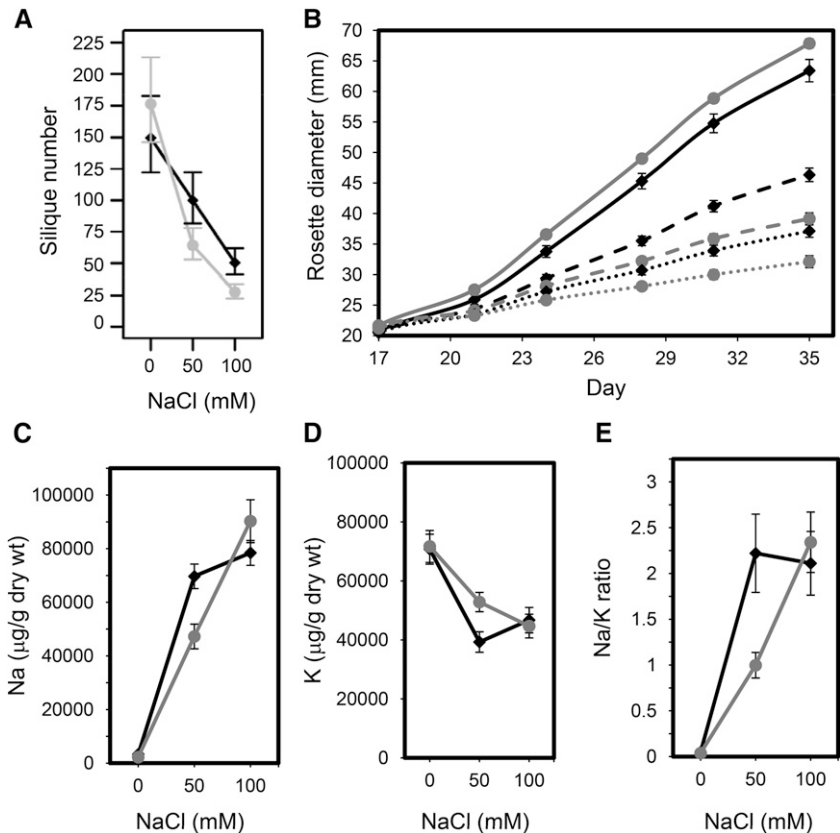 A
Silique number
225
200
175
150
125
100
75
50
25
0
0 50 100
NaCl (mM)
B
Rosette diameter (mm)
70
65
60
55
50
45
40
35
30
25
20
17 20 23 26 29 32 35
Day
C
Na (µg/g dry wt)
100000
80000
60000
40000
20000
0
0 50 100
NaCl (mM)
D
K (µg/g dry wt)
100000
80000
60000
40000
20000
0
0 50 100
NaCl (mM)
E
Na/K ratio
3
2.5
2
1.5
1
0.5
0
0 50 100
NaCl (mM)